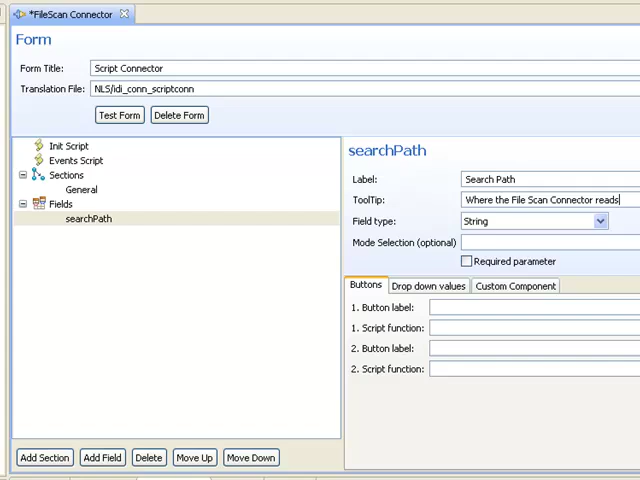 *FileScan Connector
Form
Form Title: Script Connector
Translation File: NLS/idi_conn_scriptconn
Test Form Delete Form
Init Script
Events Script
Sections
General
Fields
searchPath
searchPath
Label: Search Path
ToolTip: Where the File Scan Connector reads
Field type: String
Mode Selection (optional)
Required parameter
Buttons Drop down values Custom Component
1. Button label:
1. Script function:
2. Button label:
2. Script function:
Add Section Add Field Delete Move Up Move Down